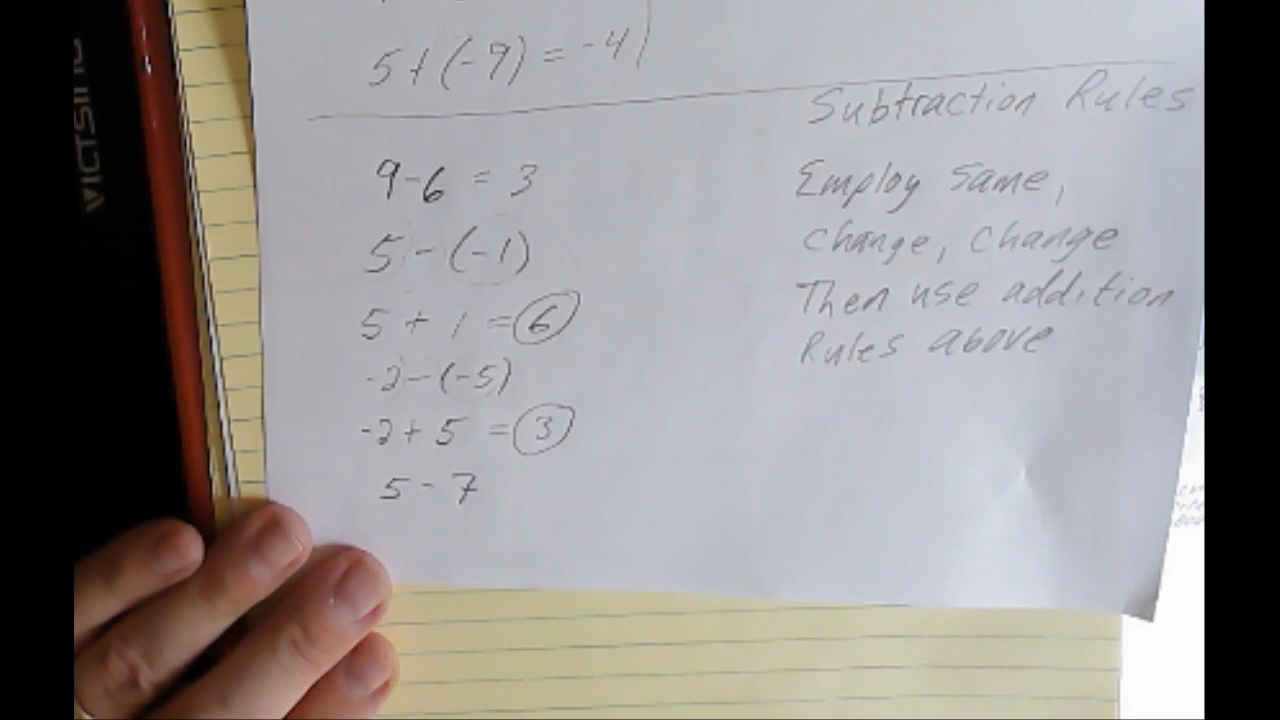 5+(-9) = -4
Subtraction Rules
9-6 = 3
Employ same,
5-(-1)
change, change
Then use addition
5 + 1 = 6
Rules above
-2-(-5)
-2+5 = 3
5-7
VICTSING